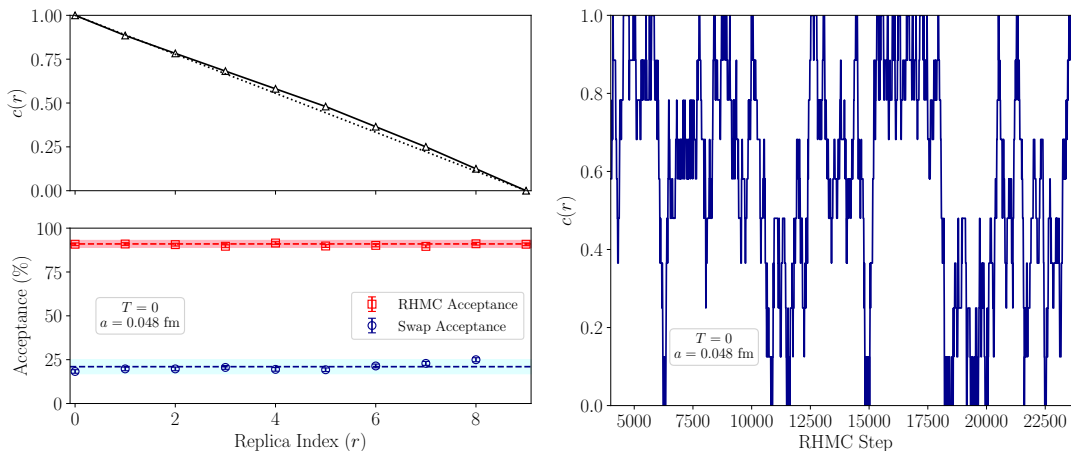 1.00
0.75
0.50
0.25
0.00
c(r)
100
75
50
25
0
Acceptance (%)
T = 0
a = 0.048 fm
RHMC Acceptance
Swap Acceptance
0 2 4 6 8
Replica Index (r)
1.0
0.8
0.6
0.4
0.2
0.0
c(r)
T = 0
a = 0.048 fm
5000 7500 10000 12500 15000 17500 20000 22500
RHMC Step